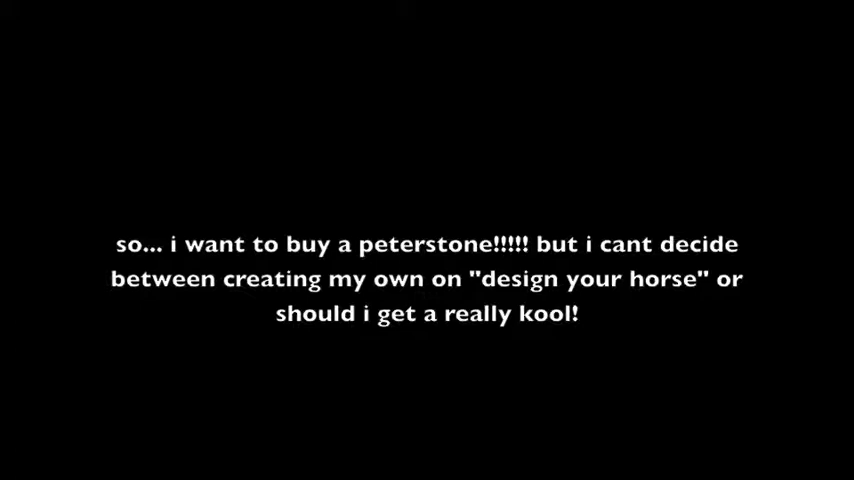 so... i want to buy a peterstone!!!!! but i cant decide
between creating my own on "design your horse" or
should i get a really kool!